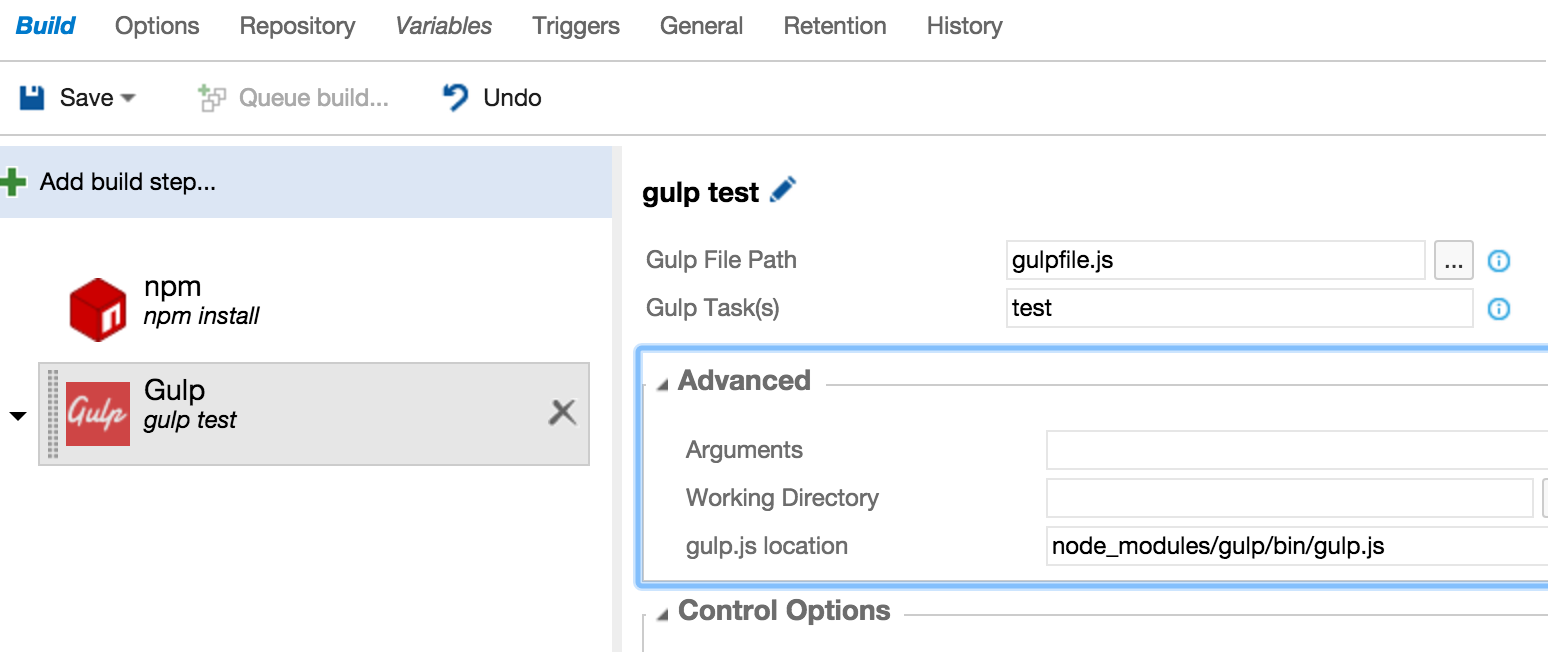 Build Options Repository Variables Triggers General Retention History
Save Queue build... Undo
Add build step...
npm
npm install
Gulp
Gulp
gulp test
gulp test
Gulp File Path gulpfile.js ...
Gulp Task(s) test
Advanced
Arguments
Working Directory
gulp.js location node_modules/gulp/bin/gulp.js
Control Options